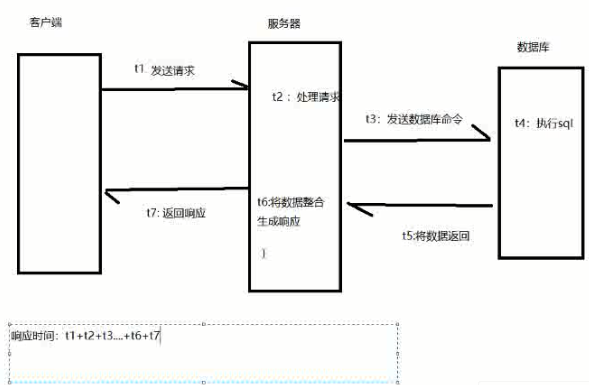 客户端
服务器
数据库
t1 发送请求
t2 ：处理请求
t3：发送数据库命令
t4：执行sql
t5:将数据返回
t6:将数据整合
生成响应
t7: 返回响应
响应时间：t1+t2+t3....+t6+t7